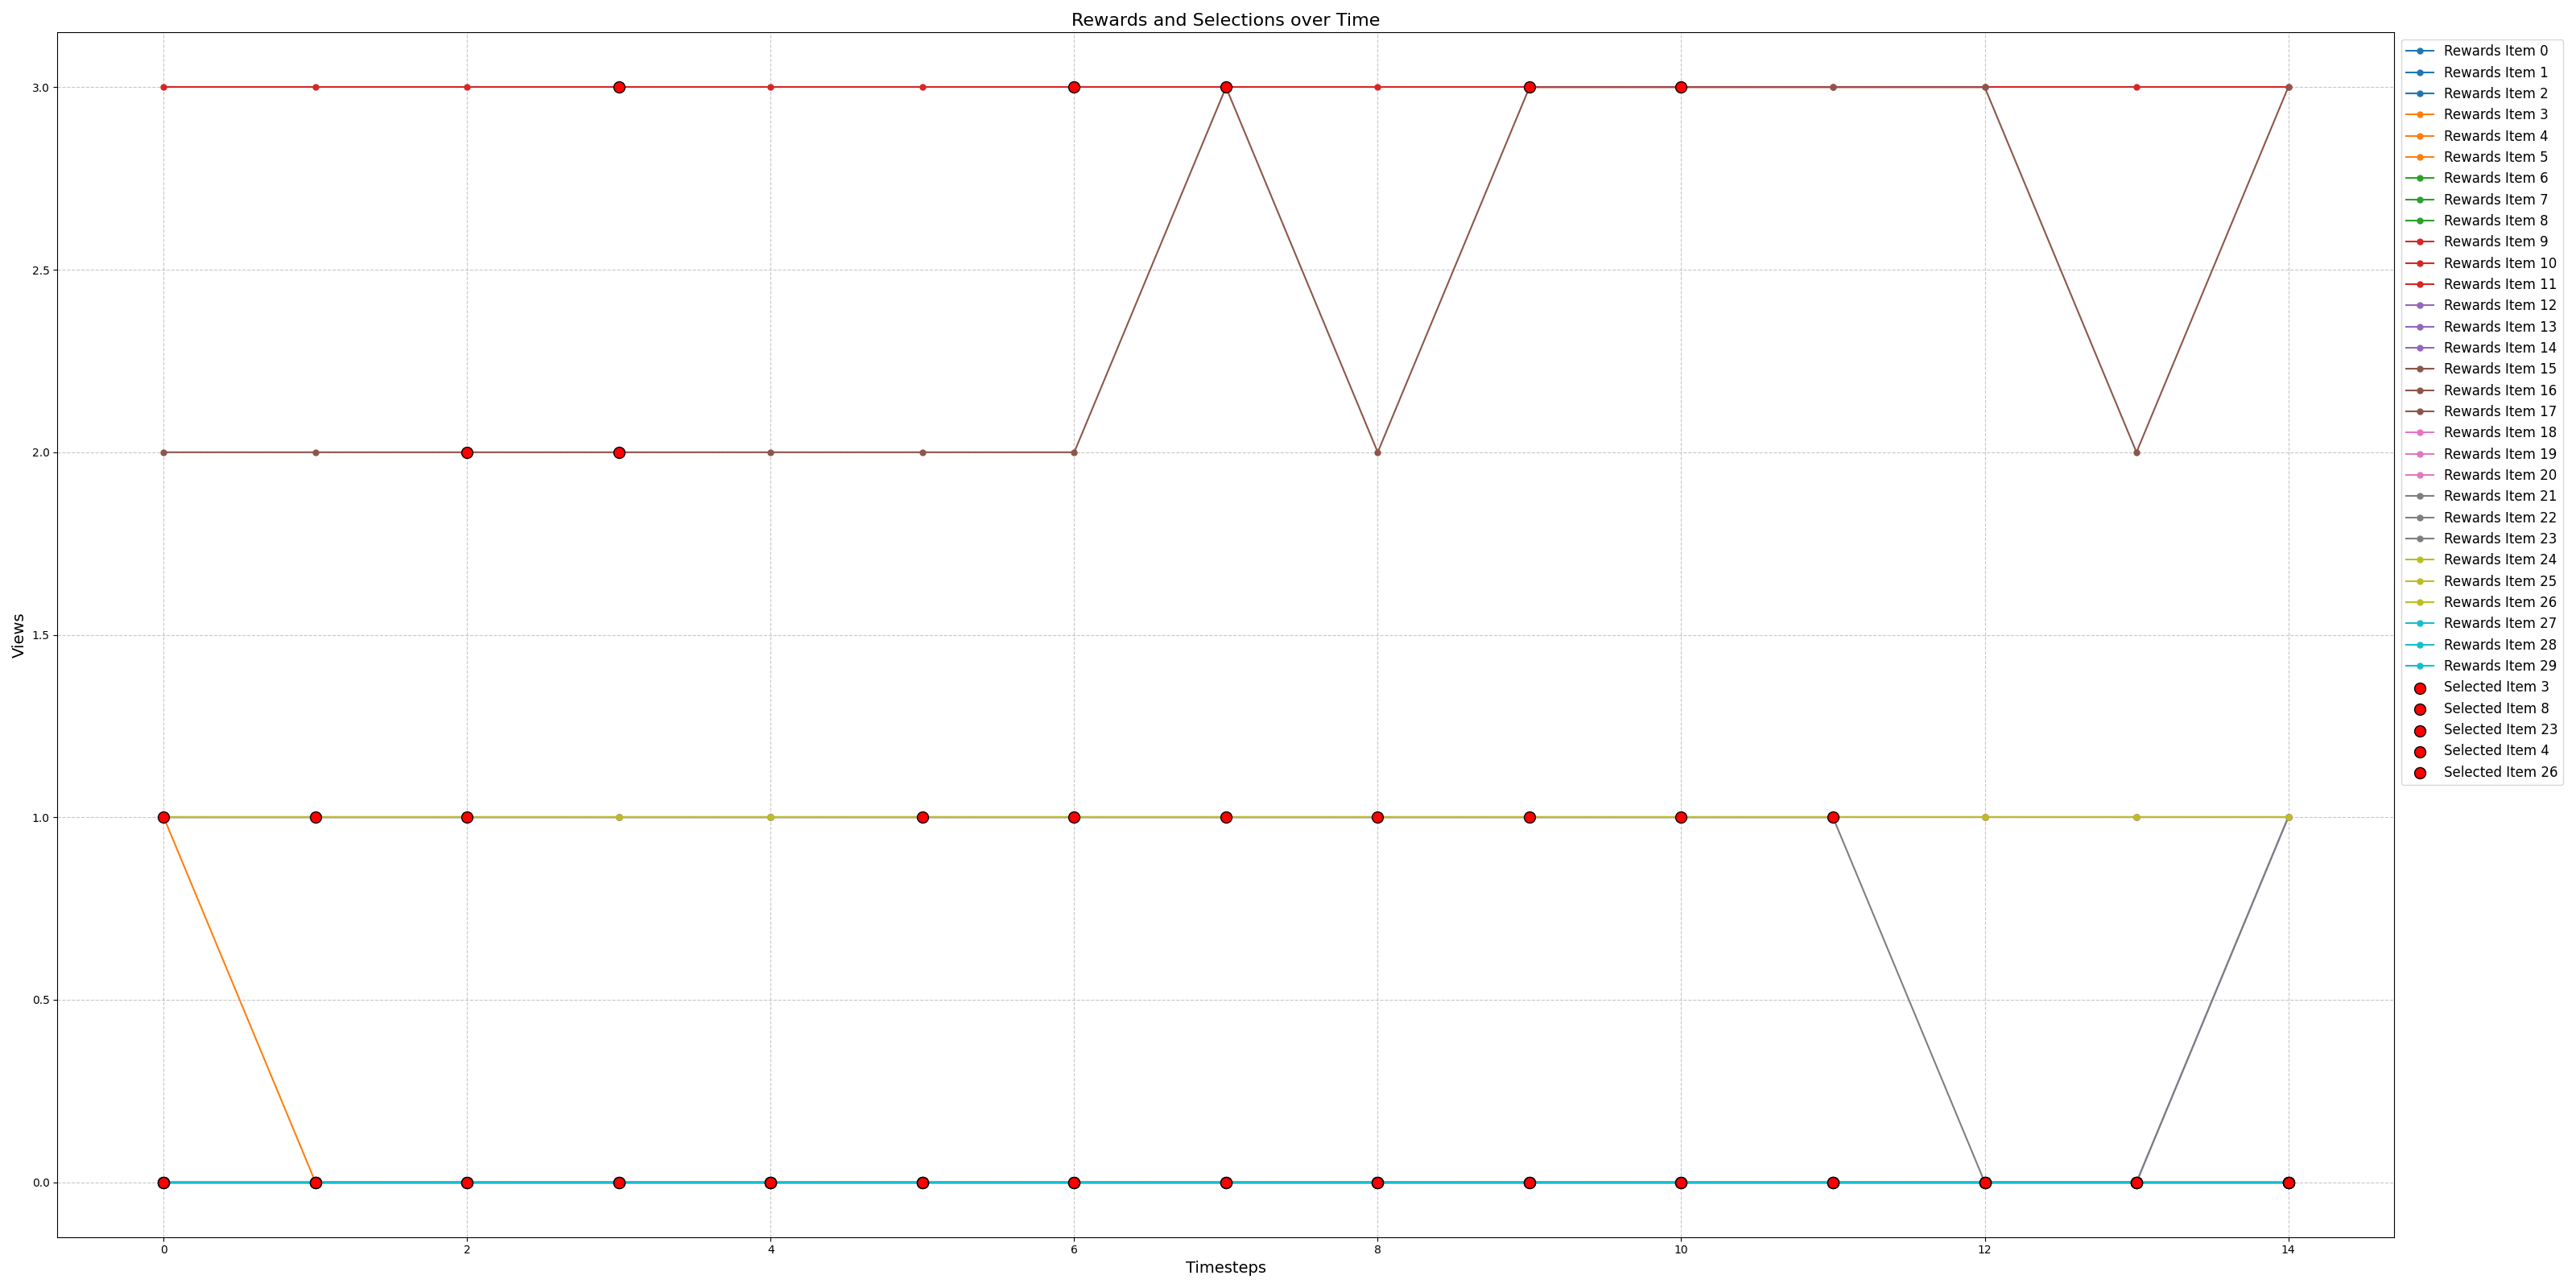 Rewards and Selections over Time
Views
3.0
2.5
2.0
1.5
1.0
0.5
0.0
0
2
4
6
8
10
12
14
Timesteps
Rewards Item 0
Rewards Item 1
Rewards Item 2
Rewards Item 3
Rewards Item 4
Rewards Item 5
Rewards Item 6
Rewards Item 7
Rewards Item 8
Rewards Item 9
Rewards Item 10
Rewards Item 11
Rewards Item 12
Rewards Item 13
Rewards Item 14
Rewards Item 15
Rewards Item 16
Rewards Item 17
Rewards Item 18
Rewards Item 19
Rewards Item 20
Rewards Item 21
Rewards Item 22
Rewards Item 23
Rewards Item 24
Rewards Item 25
Rewards Item 26
Rewards Item 27
Rewards Item 28
Rewards Item 29
Selected Item 3
Selected Item 8
Selected Item 23
Selected Item 4
Selected Item 26